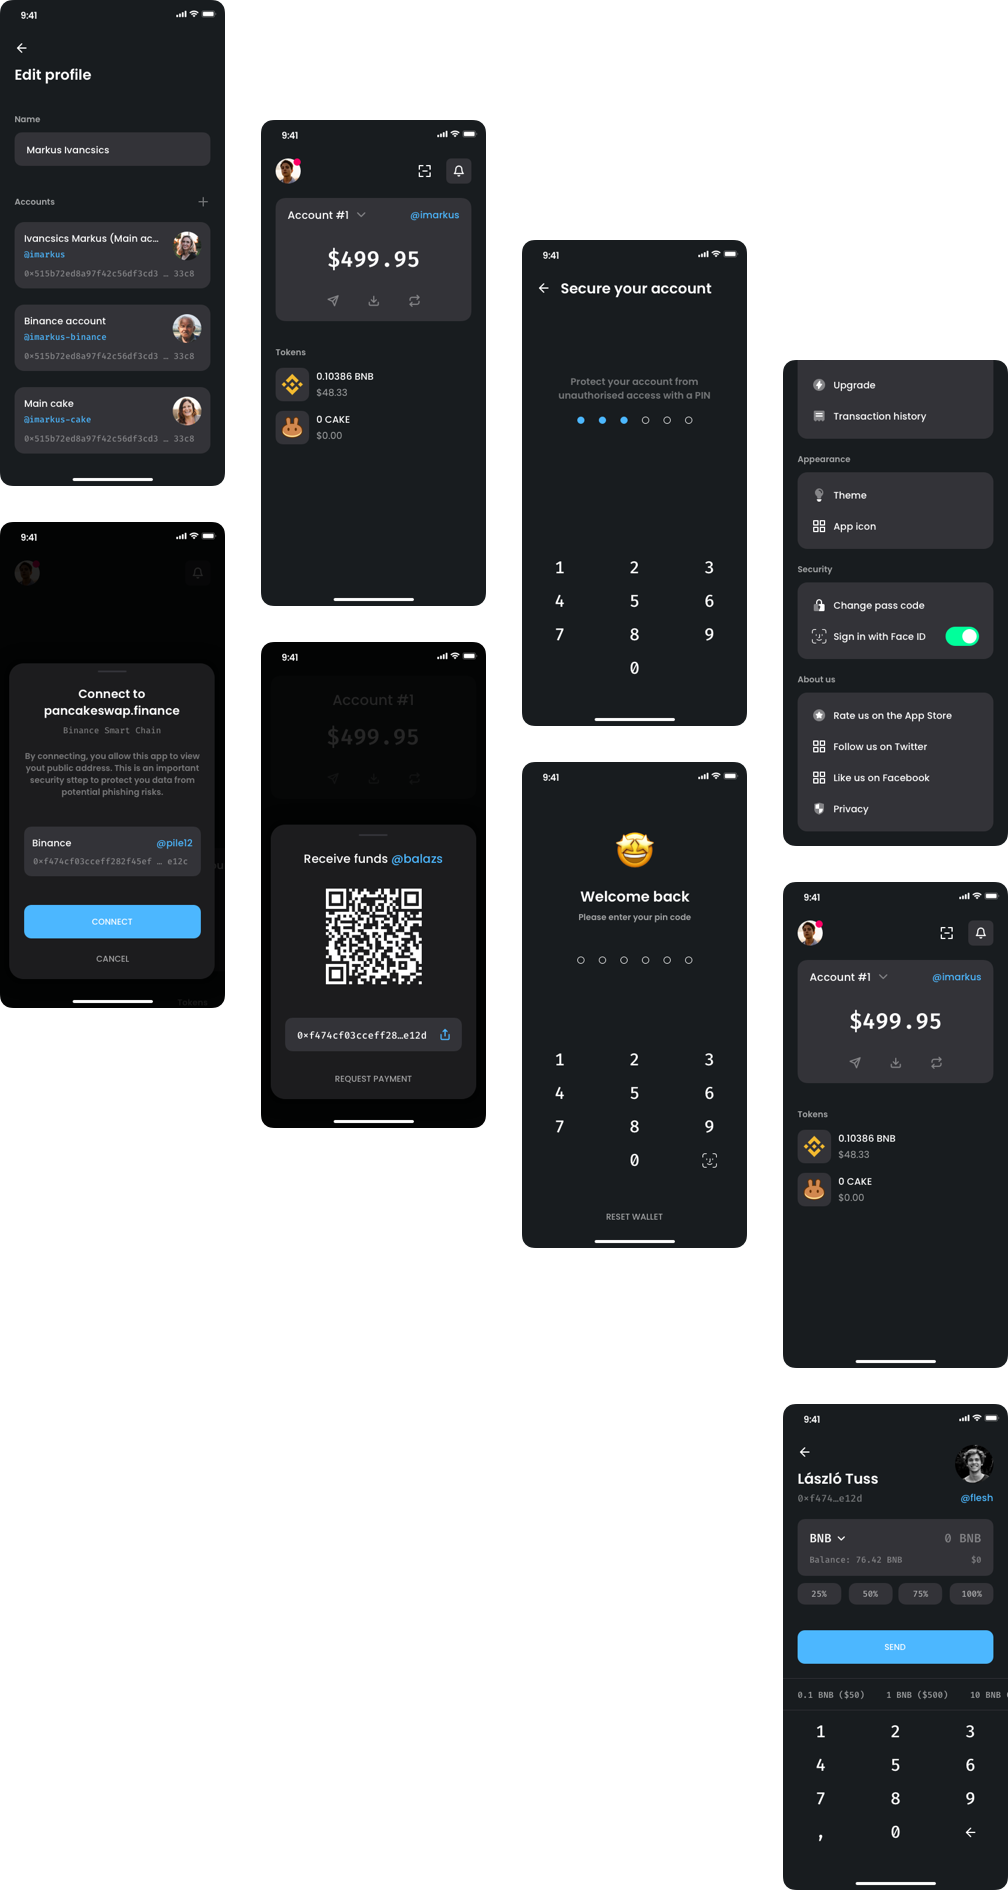 9:41
Edit profile
Name
Markus Ivancsics
Accounts
Ivancsics Markus (Main ac…
@imarkus
0×515b72ed8a97f42c56df3cd3 … 33c8
Binance account
@imarkus-binance
0×515b72ed8a97f42c56df3cd3 … 33c8
Main cake
@imarkus-cake
0×515b72ed8a97f42c56df3cd3 … 33c8
9:41
Connect to
pancakeswap.finance
Binance Smart Chain
By connecting, you allow this app to view
yout public address. This is an important
security sttep to protect you data from
potential phishing risks.
Binance @pile12
0×f474cf03cceff282f45ef … e12c
CONNECT
CANCEL
Tokens
9:41
Account #1 @imarkus
$499.95
Tokens
0.10386 BNB
$48.33
0 CAKE
$0.00
9:41
Account #1
$499.95
Receive funds @balazs
0×f474cf03cceff28…e12d
REQUEST PAYMENT
9:41
Secure your account
Protect your account from
unauthorised access with a PIN
1 2 3
4 5 6
7 8 9
0
9:41
Welcome back
Please enter your pin code
1 2 3
4 5 6
7 8 9
0
RESET WALLET
Upgrade
Transaction history
Appearance
Theme
App icon
Security
Change pass code
Sign in with Face ID
About us
Rate us on the App Store
Follow us on Twitter
Like us on Facebook
Privacy
9:41
Account #1 @imarkus
$499.95
Tokens
0.10386 BNB
$48.33
0 CAKE
$0.00
9:41
László Tuss
0×f474…e12d @flesh
BNB 0 BNB
Balance: 76.42 BNB $0
25% 50% 75% 100%
SEND
0.1 BNB ($50) 1 BNB ($500) 10 BNB
1 2 3
4 5 6
7 8 9
, 0